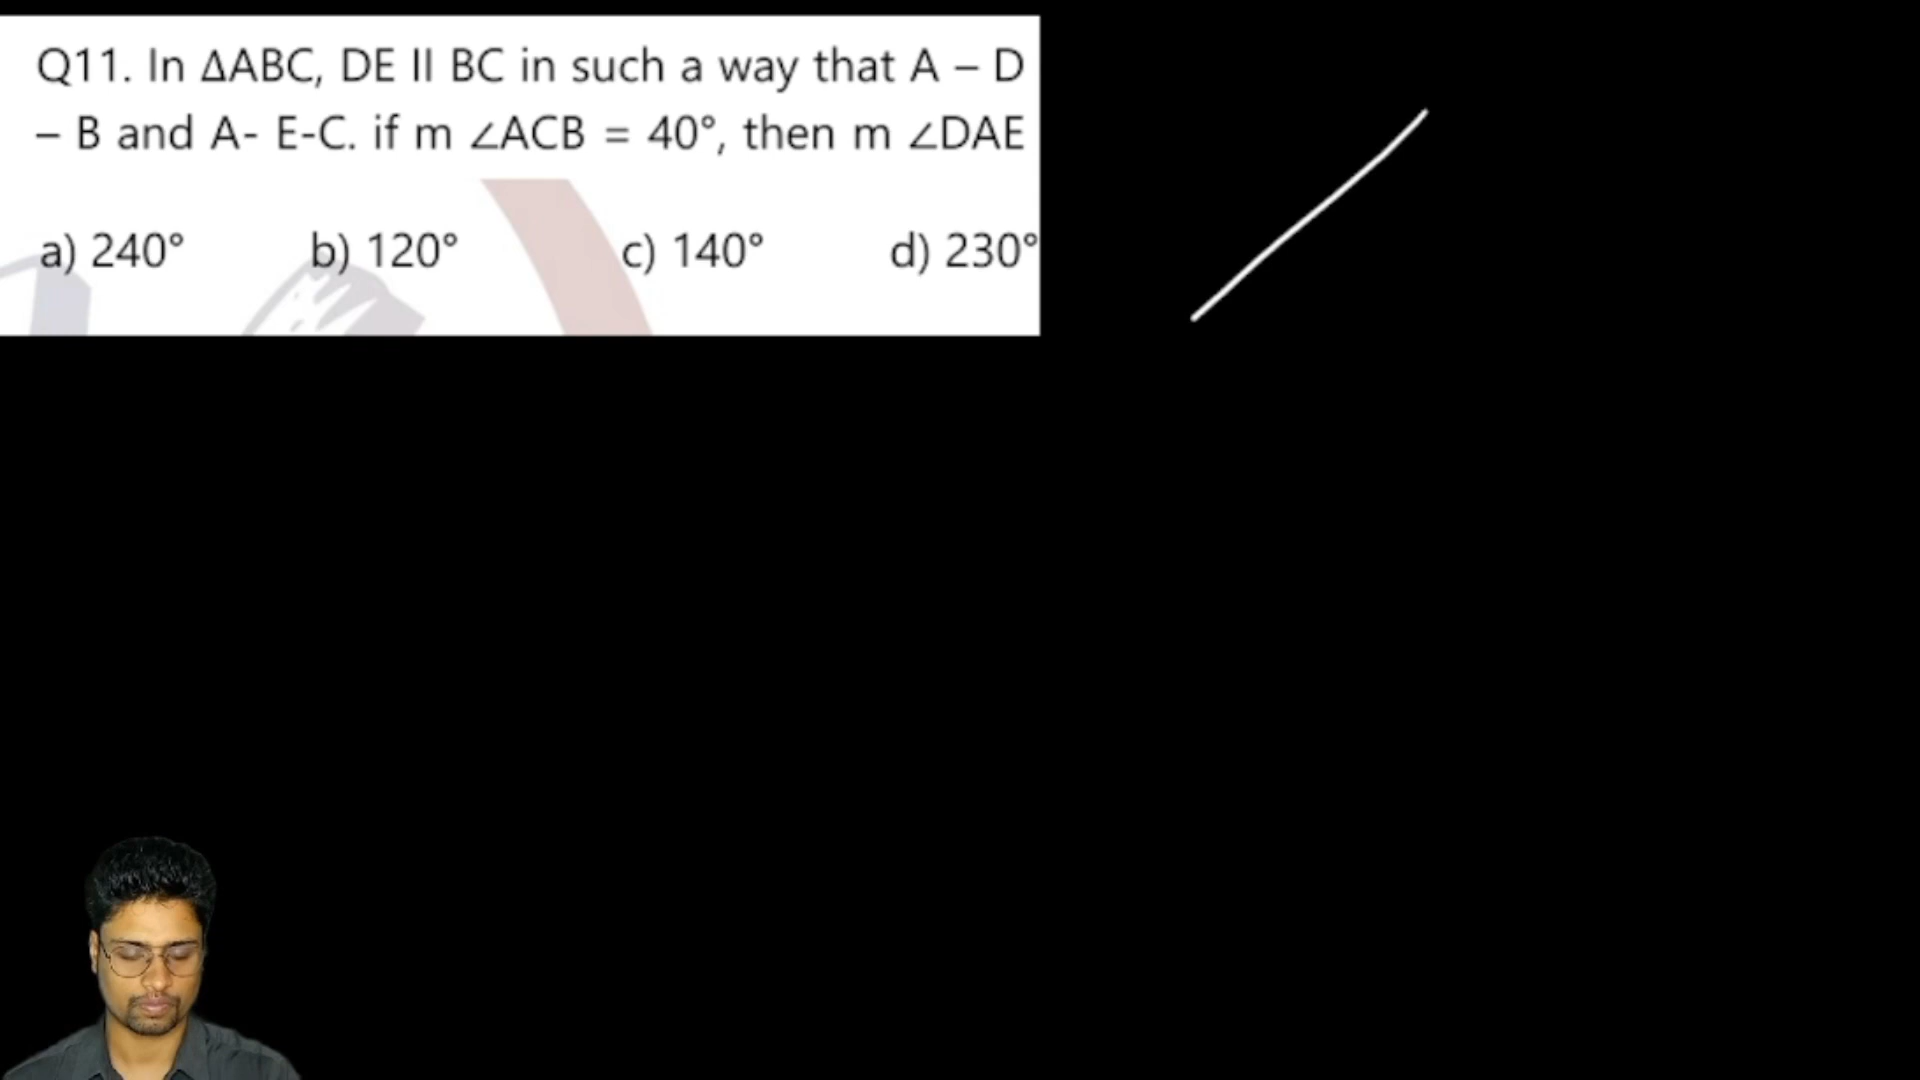 Q11. In ΔABC, DE II BC in such a way that A – D
– B and A- E-C. if m ∠ACB = 40°, then m ∠DAE
a) 240° b) 120° c) 140° d) 230°